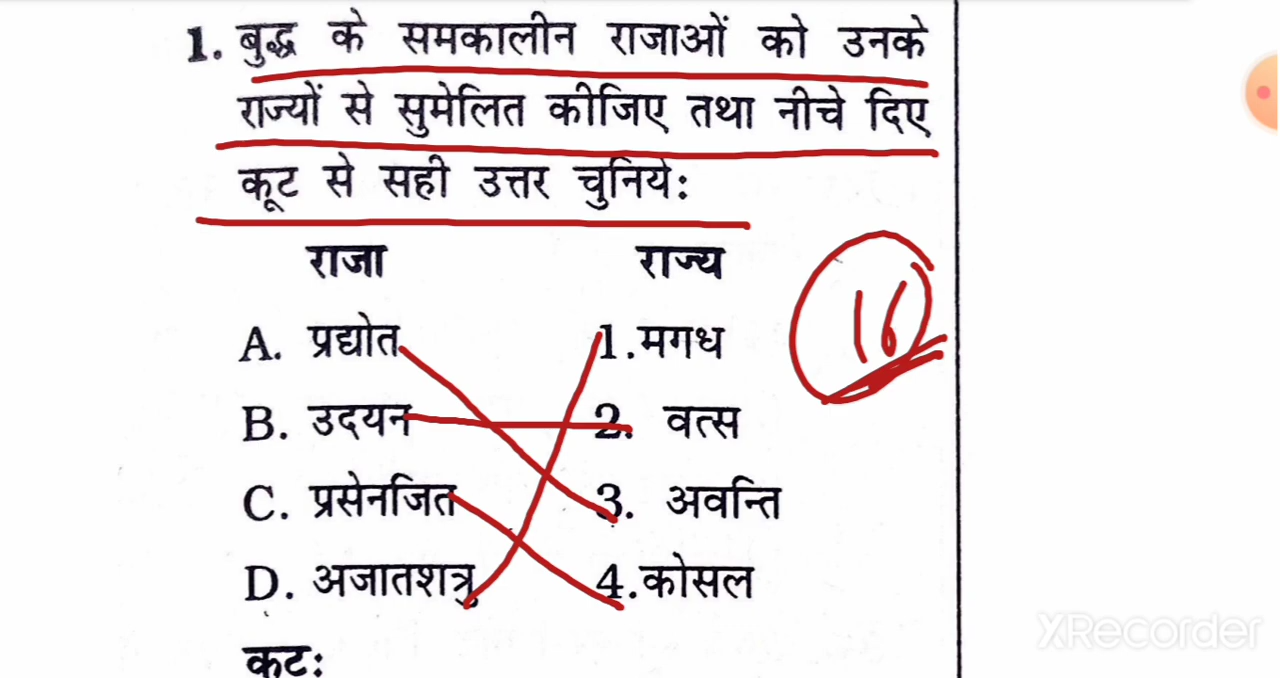 1. बुद्ध के समकालीन राजाओं को उनके
राज्यों से सुमेलित कीजिए तथा नीचे दिए
कूट से सही उत्तर चुनिये:
राजा राज्य
A. प्रद्योत 1.मगध
16
B. उदयन 2. वत्स
C. प्रसेनजित 3. अवन्ति
D. अजातशत्रु 4.कोसल
कूट:
XRecorder